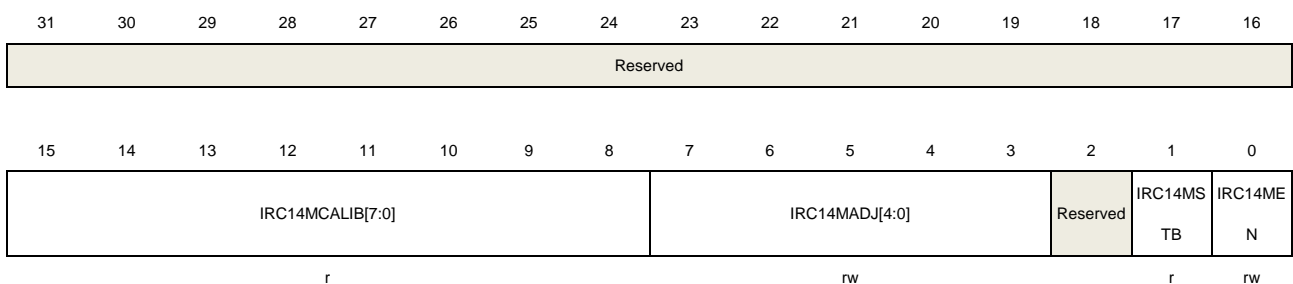 31 30 29 28 27 26 25 24 23 22 21 20 19 18 17 16
Reserved
15 14 13 12 11 10 9 8 7 6 5 4 3 2 1 0
IRC14MCALIB[7:0] IRC14MADJ[4:0] Reserved IRC14MS IRC14ME
TB N
r rw r rw